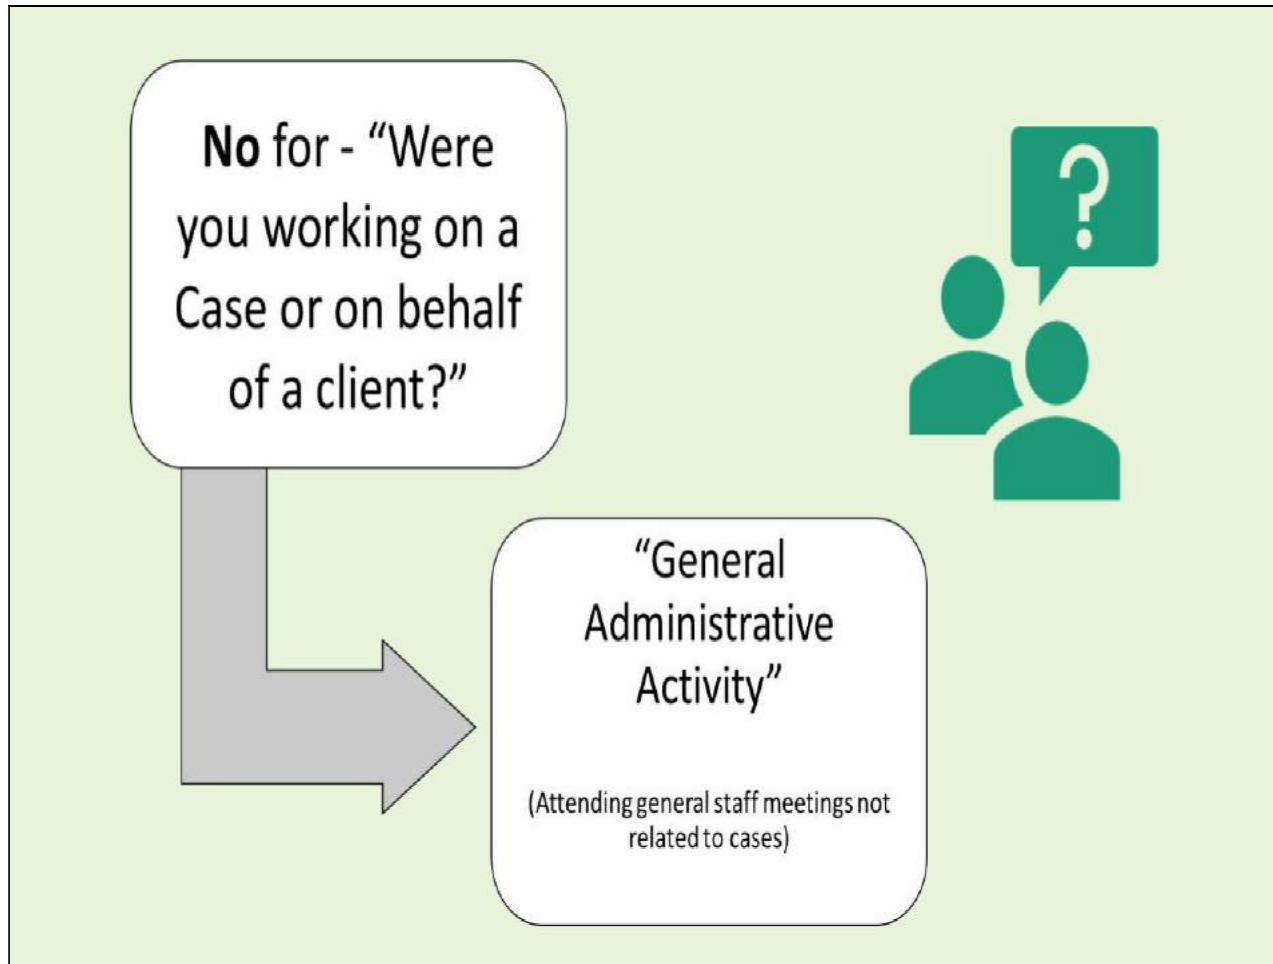 No for - “Were
you working on a
Case or on behalf
of a client?”
?
“General
Administrative
Activity”
(Attending general staff meetings not
related to cases)